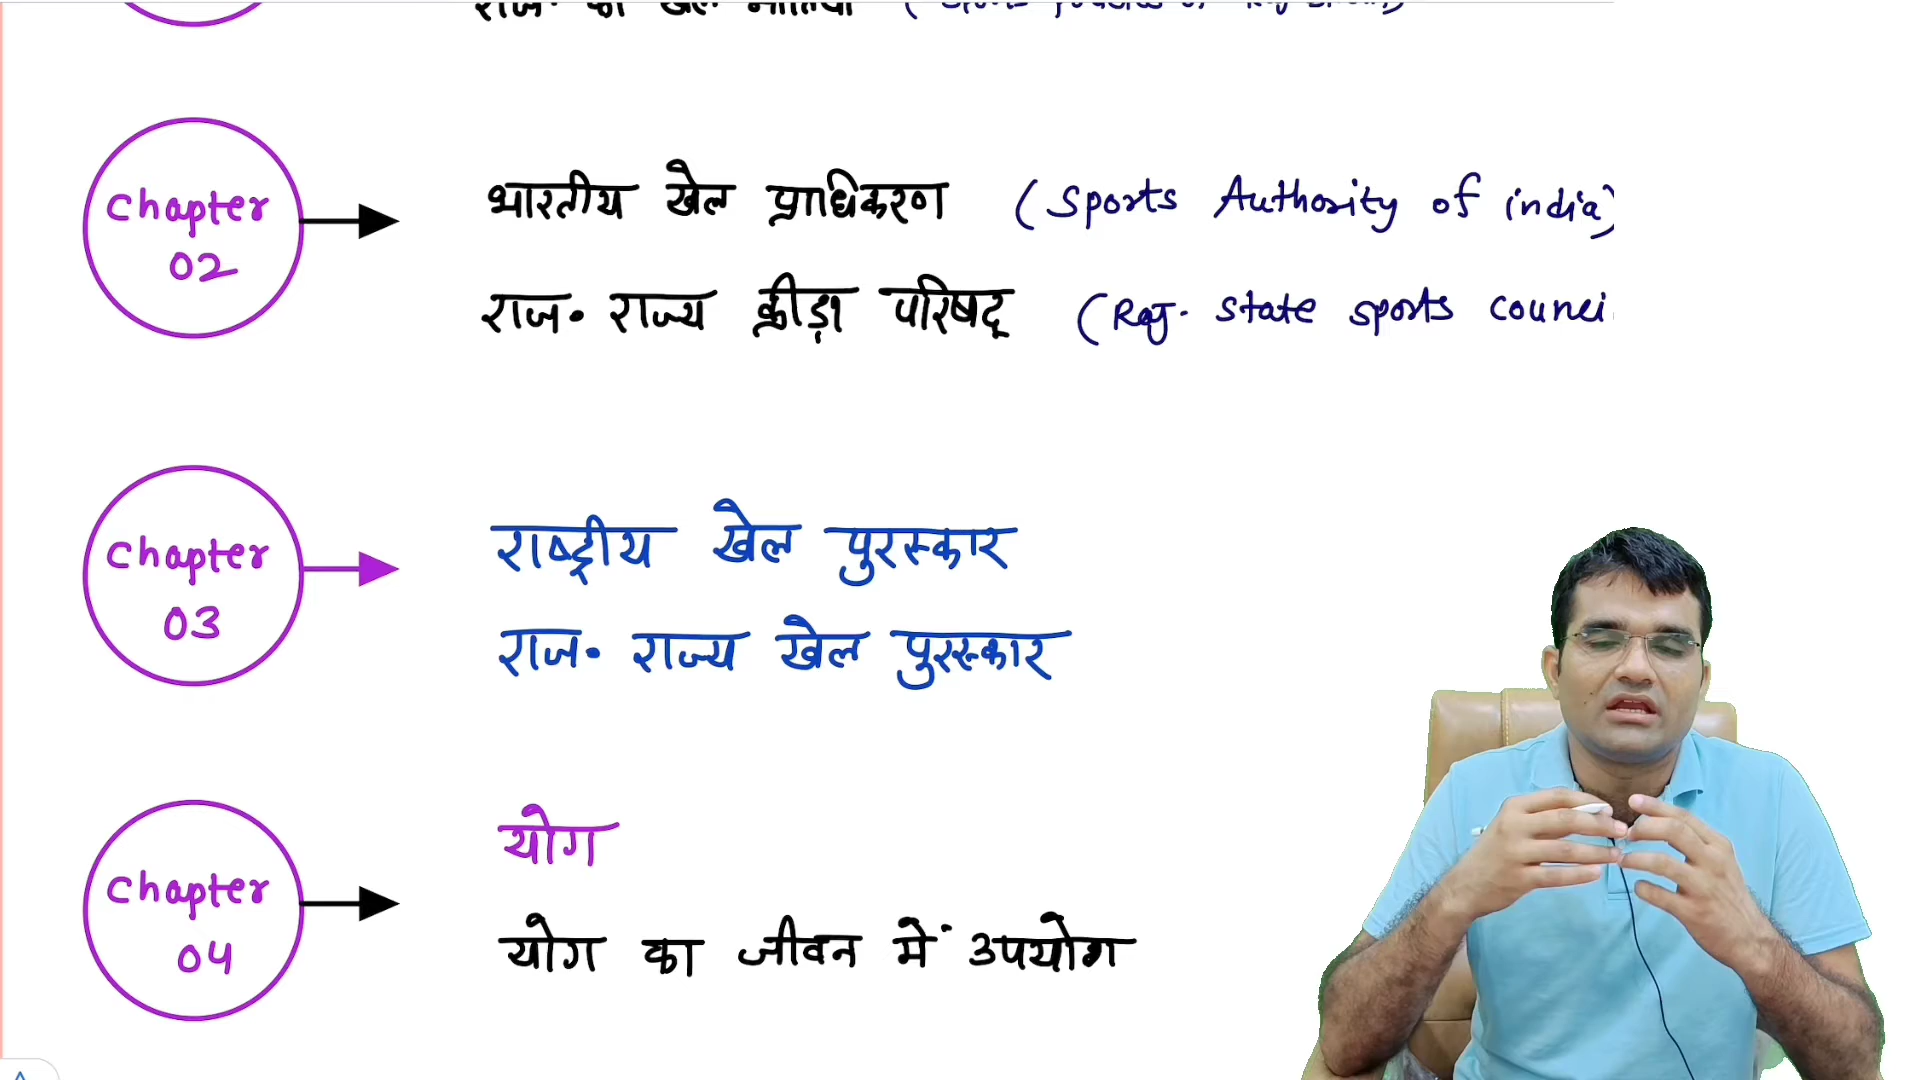 Chapter 02
भारतीय खेल प्राधिकरण (Sports Authority of india)
राज. राज्य क्रीड़ा परिषद् (Raj. state sports counci
Chapter 03
राष्ट्रीय खेल पुरस्कार
राज. राज्य खेल पुरस्कार
Chapter 04
योग
योग का जीवन में उपयोग